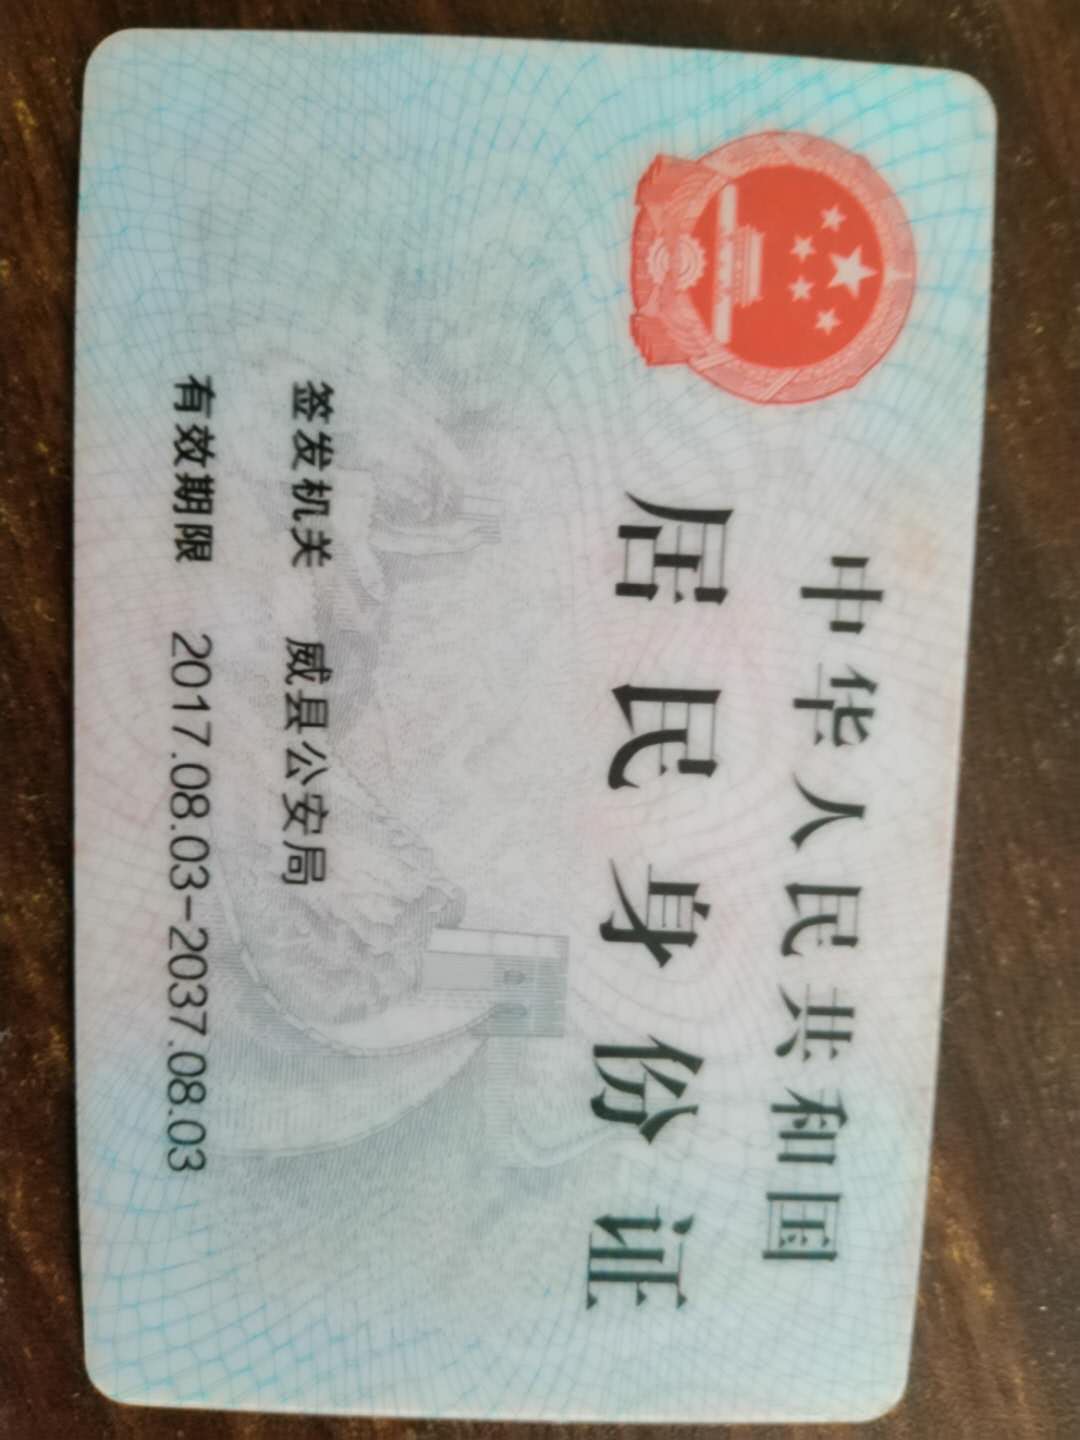 中华人民共和国
居民身份证
签发机关 威县公安局
有效期限 2017.08.03-2037.08.03